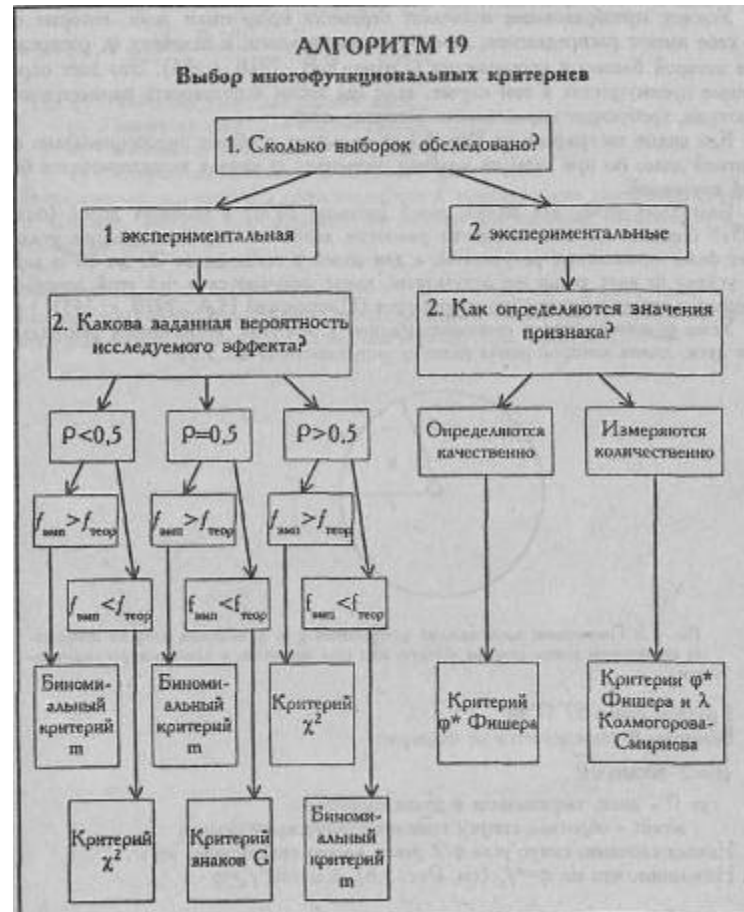 АЛГОРИТМ 19
Выбор многофункциональных критериев
1. Сколько выборок обследовано?
1 экспериментальная
2 экспериментальные
2. Какова заданная вероятность
исследуемого эффекта?
2. Как определяются значения
признака?
P<0,5
P=0,5
P>0,5
Определяются
качественно
Измеряются
количественно
fэмп>fтеор
fэмп>fтеор
fэмп>fтеор
fэмп<fтеор
fэмп<fтеор
fэмп<fтеор
Биноми-
альный
критерий
m
Биноми-
альный
критерий
m
Критерий
χ²
Критерий
φ* Фишера
Критерии φ*
Фишера и λ
Колмогорова-
Смирнова
Критерий
χ²
Критерий
знаков G
Биноми-
альный
критерий
m